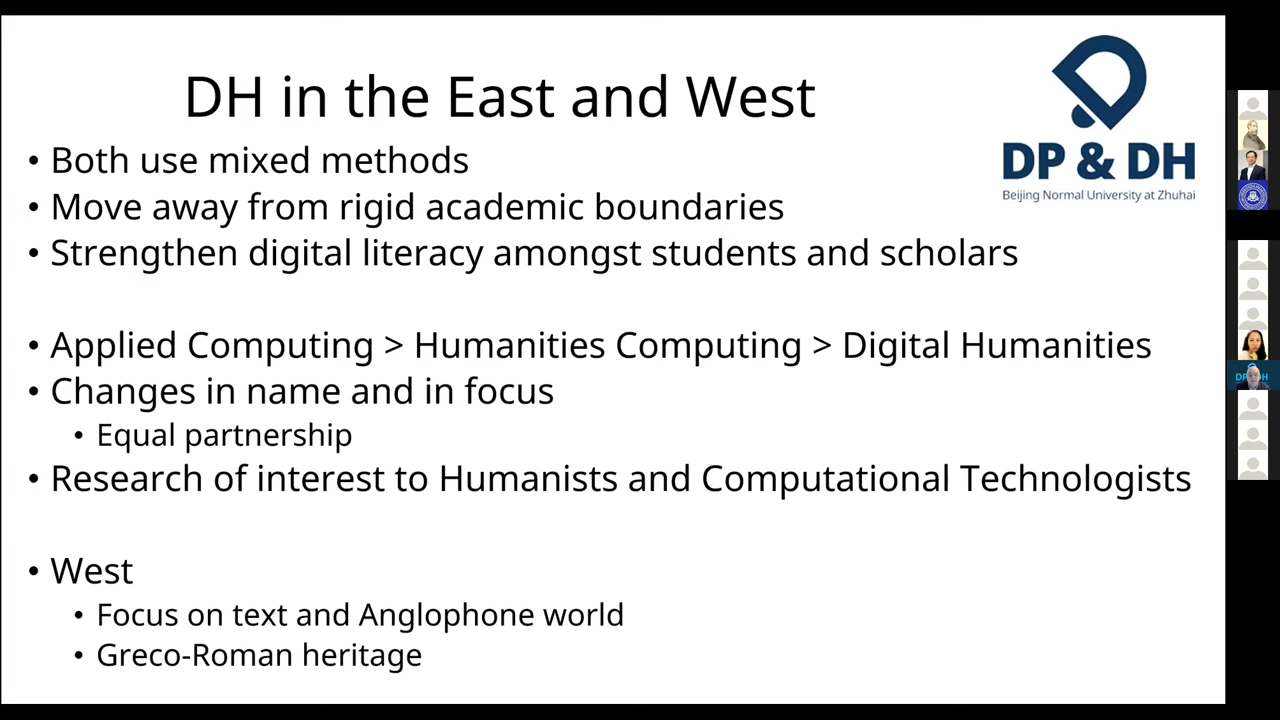 DH in the East and West
DP & DH
Beijing Normal University at Zhuhai
• Both use mixed methods
• Move away from rigid academic boundaries
• Strengthen digital literacy amongst students and scholars
• Applied Computing > Humanities Computing > Digital Humanities
• Changes in name and in focus
• Equal partnership
• Research of interest to Humanists and Computational Technologists
• West
• Focus on text and Anglophone world
• Greco-Roman heritage